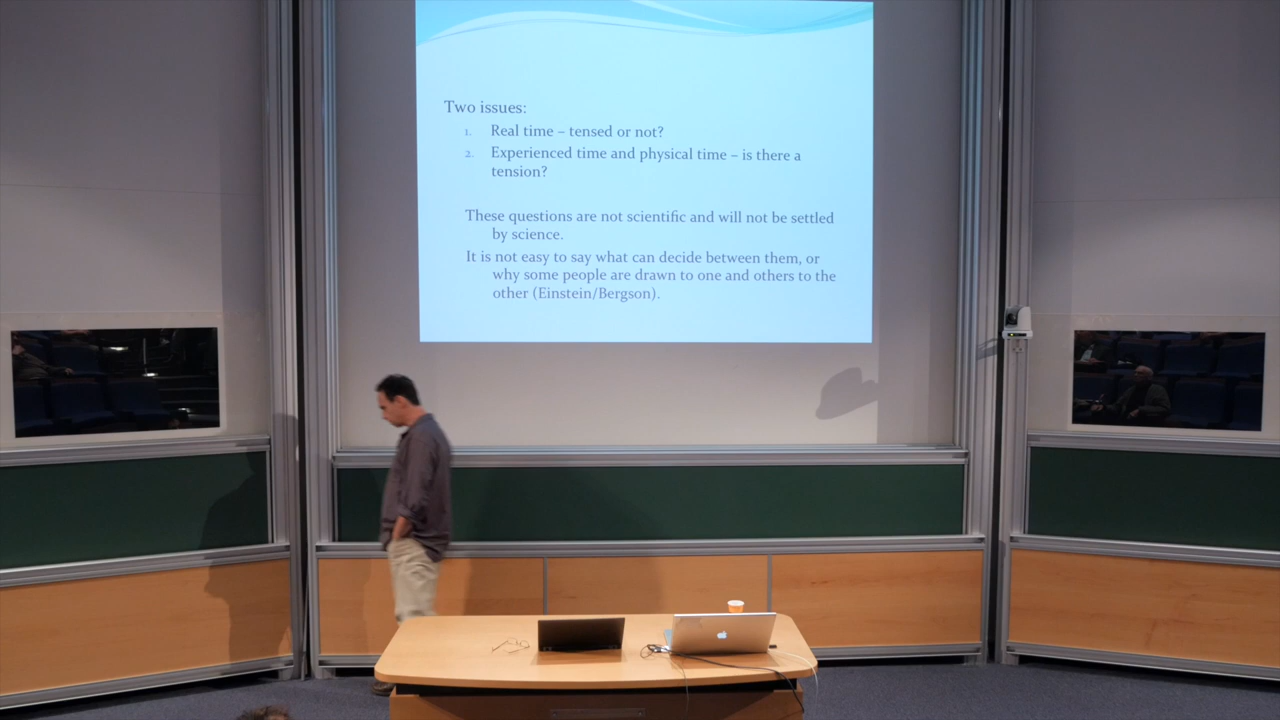 Two issues:
1. Real time – tensed or not?
2. Experienced time and physical time – is there a
tension?
These questions are not scientific and will not be settled
by science.
It is not easy to say what can decide between them, or
why some people are drawn to one and others to the
other (Einstein/Bergson).